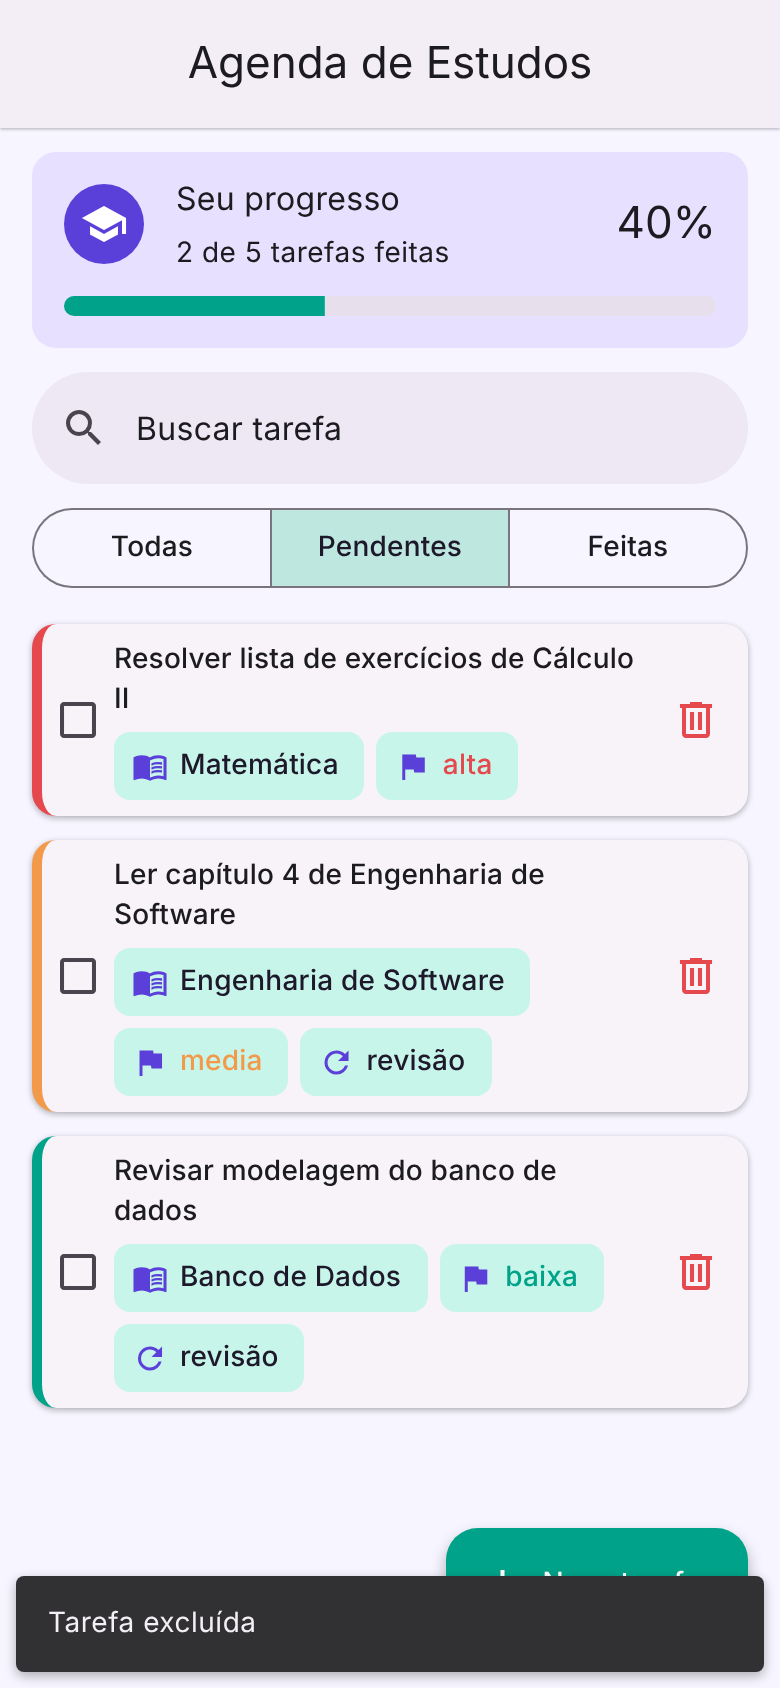 Agenda de Estudos
Seu progresso
2 de 5 tarefas feitas
40%
Buscar tarefa
Todas
Pendentes
Feitas
Resolver lista de exercícios de Cálculo
II
Matemática
alta
Ler capítulo 4 de Engenharia de
Software
Engenharia de Software
media
revisão
Revisar modelagem do banco de
dados
Banco de Dados
baixa
revisão
Tarefa excluída